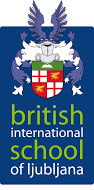 british
international
school
of ljubljana